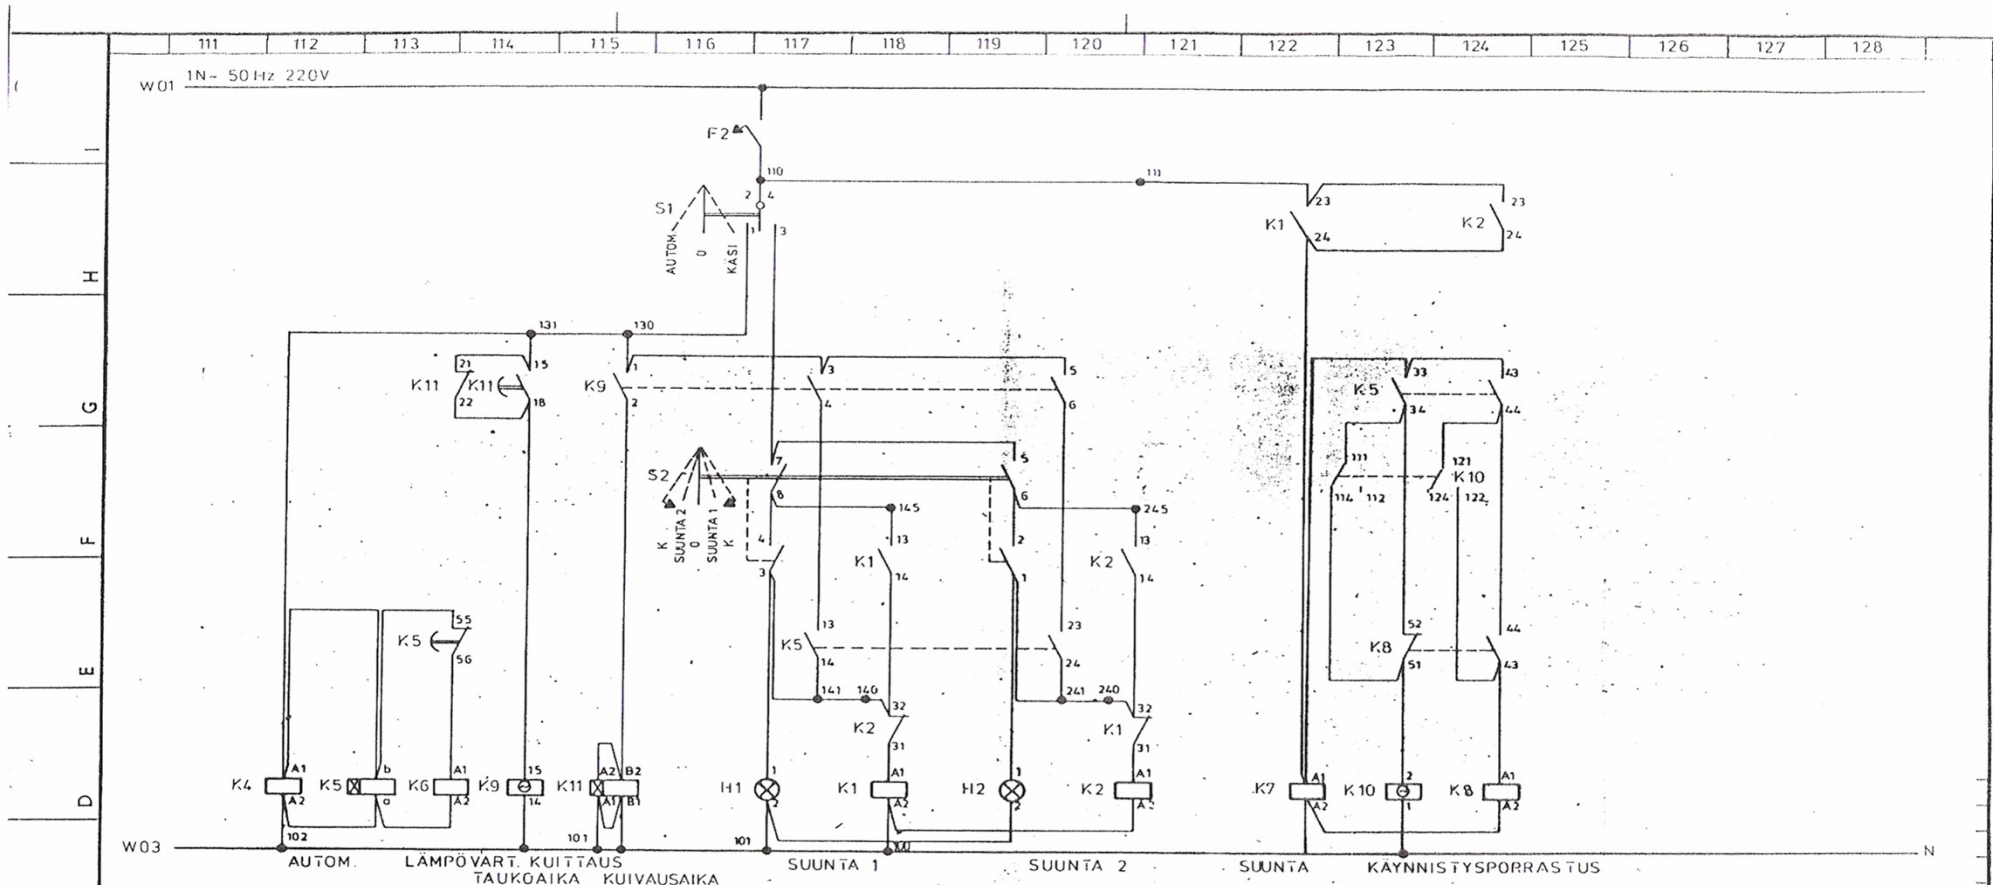 111 112 113 114 115 116 117 118 119 120 121 122 123 124 125 126 127 128
W01 1N~ 50Hz 220V
I
F2
110 111
2 4
S1
1 3
AUTOM. 0 KÄSI
K1 23 24
K2 23 24
H
131 130
21 15 1 3 5 33 43
K11 K11 K9 K5
22 18 2 4 6 34 44
G
7 5
S2
8 6
K SUUNTA 2 0 SUUNTA 1 K
145 245
111 121 K10
114 112 124 122
F
4 13 2 13
K1 K2
3 14 1 14
55
K5
56
13 23
K5
14 24
52 44
K8
51 43
E
141 140 241 240
32 32
K2 K1
31 31
A1 b A1 15 A2 B2 1 A1 1 A1 A1 2 A1
K4 K5 K6 K9 K11 H1 K1 H2 K2 K7 K10 K8
A2 a A2 14 A1 B1 2 A2 2 A2 A2 1 A2
D
102 101 101
W03 N
AUTOM. LÄMPÖVART. KUITTAUS SUUNTA 1 SUUNTA 2 SUUNTA KÄYNNISTYSPORRASTUS
TAUKOAIKA KUIVAUSAIKA